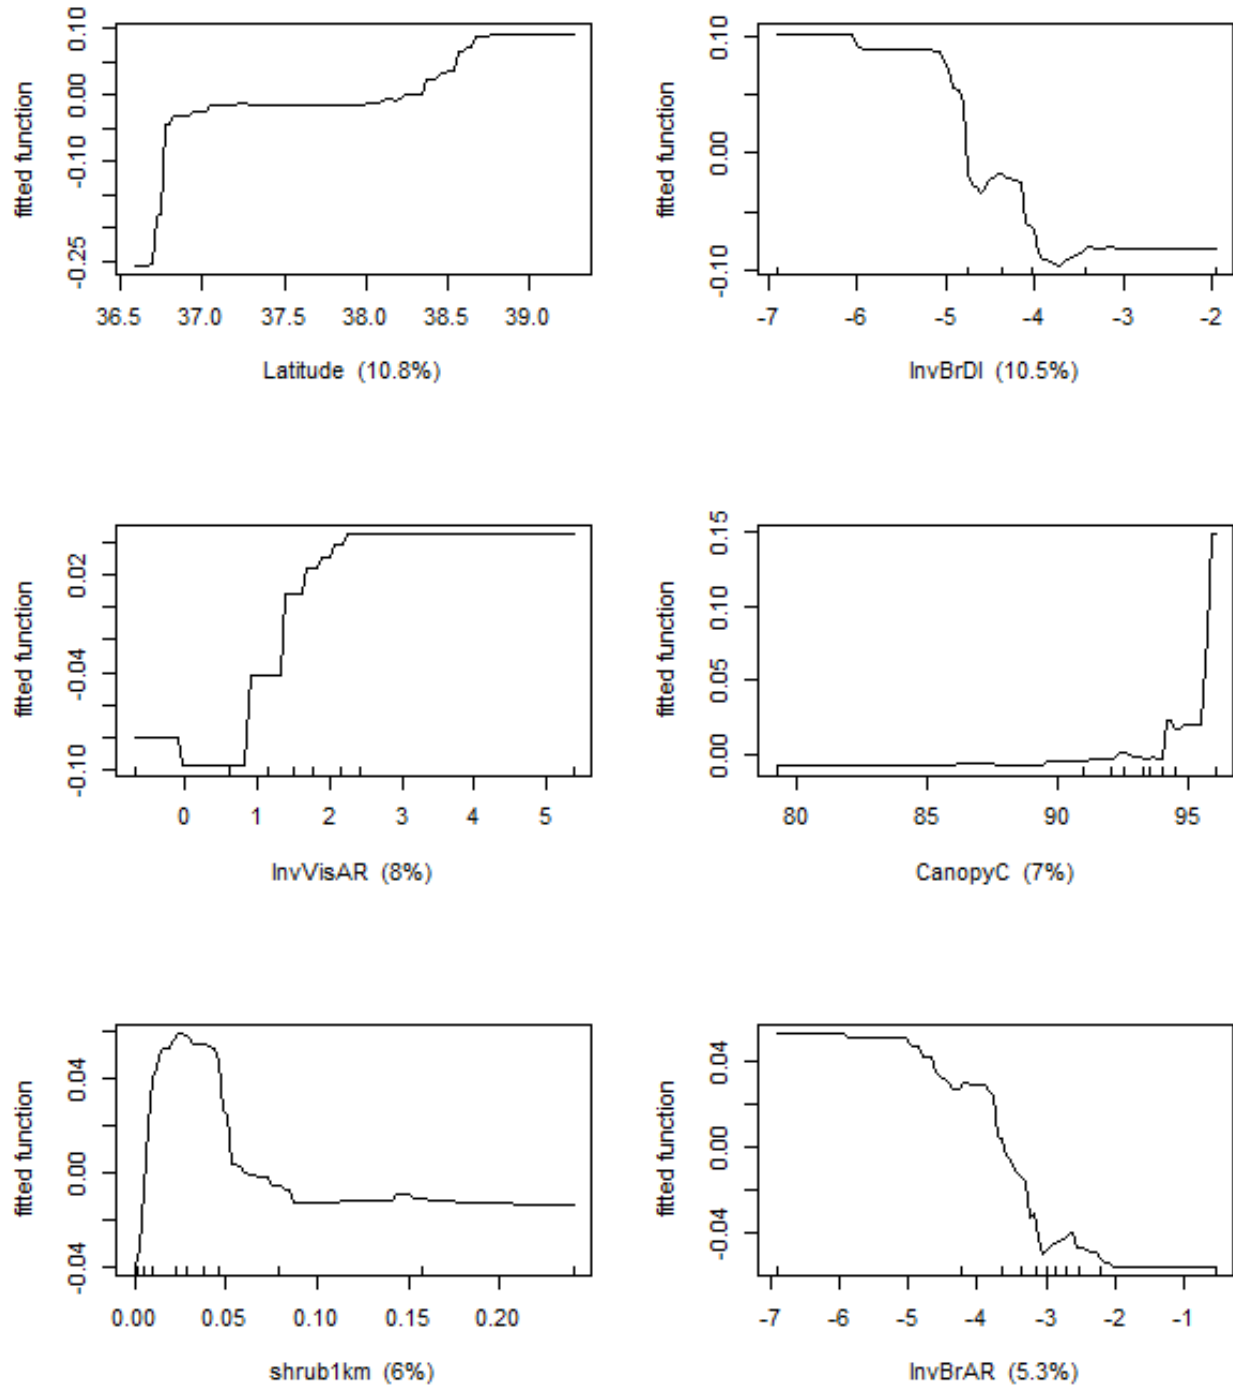 fitted function
0.10
0.00
-0.10
-0.25
36.5 37.0 37.5 38.0 38.5 39.0
Latitude (10.8%)
fitted function
0.10
0.00
-0.10
-7 -6 -5 -4 -3 -2
InvBrDI (10.5%)
fitted function
0.02
-0.04
-0.10
0 1 2 3 4 5
InvVisAR (8%)
fitted function
0.15
0.10
0.05
0.00
80 85 90 95
CanopyC (7%)
fitted function
0.04
0.00
-0.04
0.00 0.05 0.10 0.15 0.20
shrub1km (6%)
fitted function
0.04
0.00
-0.04
-7 -6 -5 -4 -3 -2 -1
InvBrAR (5.3%)